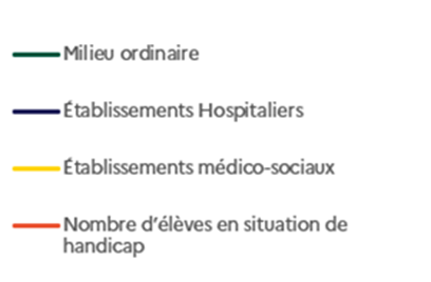 Milieu ordinaire
Établissements Hospitaliers
Établissements médico-sociaux
Nombre d’élèves en situation de
handicap